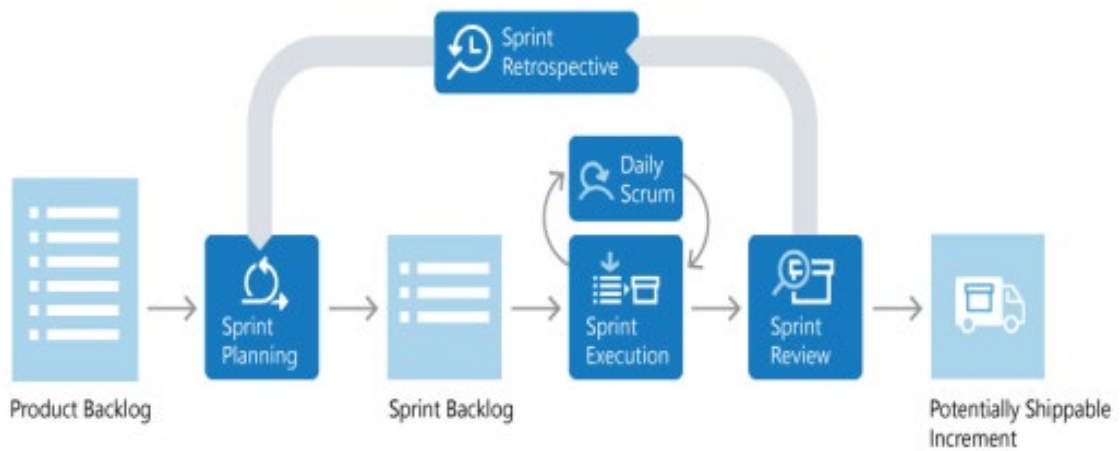 Sprint
Retrospective
Daily
Scrum
Sprint
Planning
Sprint
Execution
Sprint
Review
Product Backlog
Sprint Backlog
Potentially Shippable
Increment